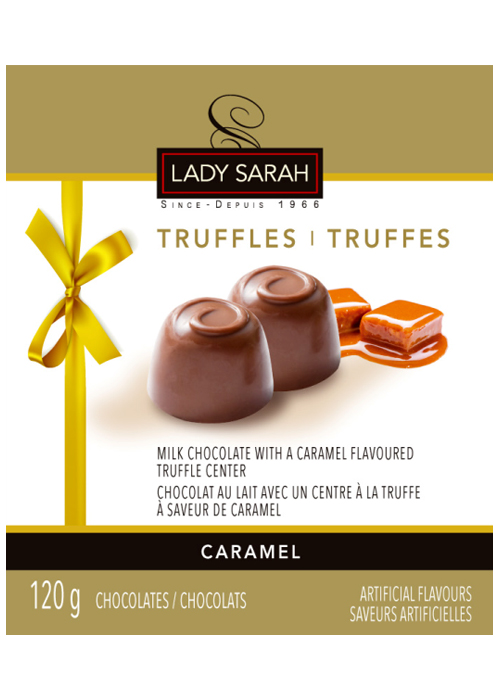 LADY SARAH
SINCE-DEPUIS 1966
TRUFFLES | TRUFFES
MILK CHOCOLATE WITH A CARAMEL FLAVOURED
TRUFFLE CENTER
CHOCOLAT AU LAIT AVEC UN CENTRE À LA TRUFFE
À SAVEUR DE CARAMEL
CARAMEL
120 g CHOCOLATES / CHOCOLATS
ARTIFICIAL FLAVOURS
SAVEURS ARTIFICIELLES